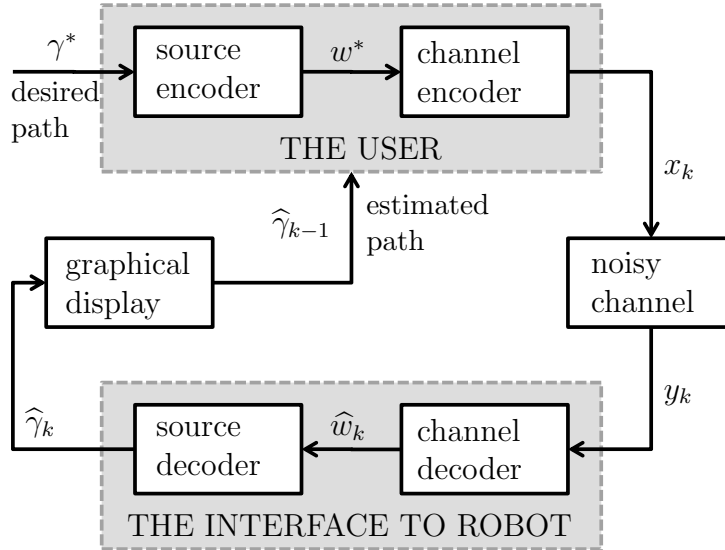 γ*
desired
path
source
encoder
w*
channel
encoder
THE USER
x_k
γ̂_{k−1}
estimated
path
graphical
display
noisy
channel
γ̂_k
source
decoder
ŵ_k
channel
decoder
y_k
THE INTERFACE TO ROBOT